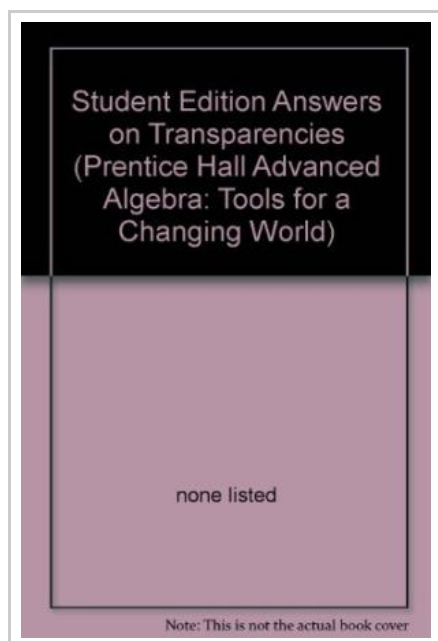 Student Edition Answers
on Transparencies
(Prentice Hall Advanced
Algebra: Tools for a
Changing World)
none listed
Note: This is not the actual book cover